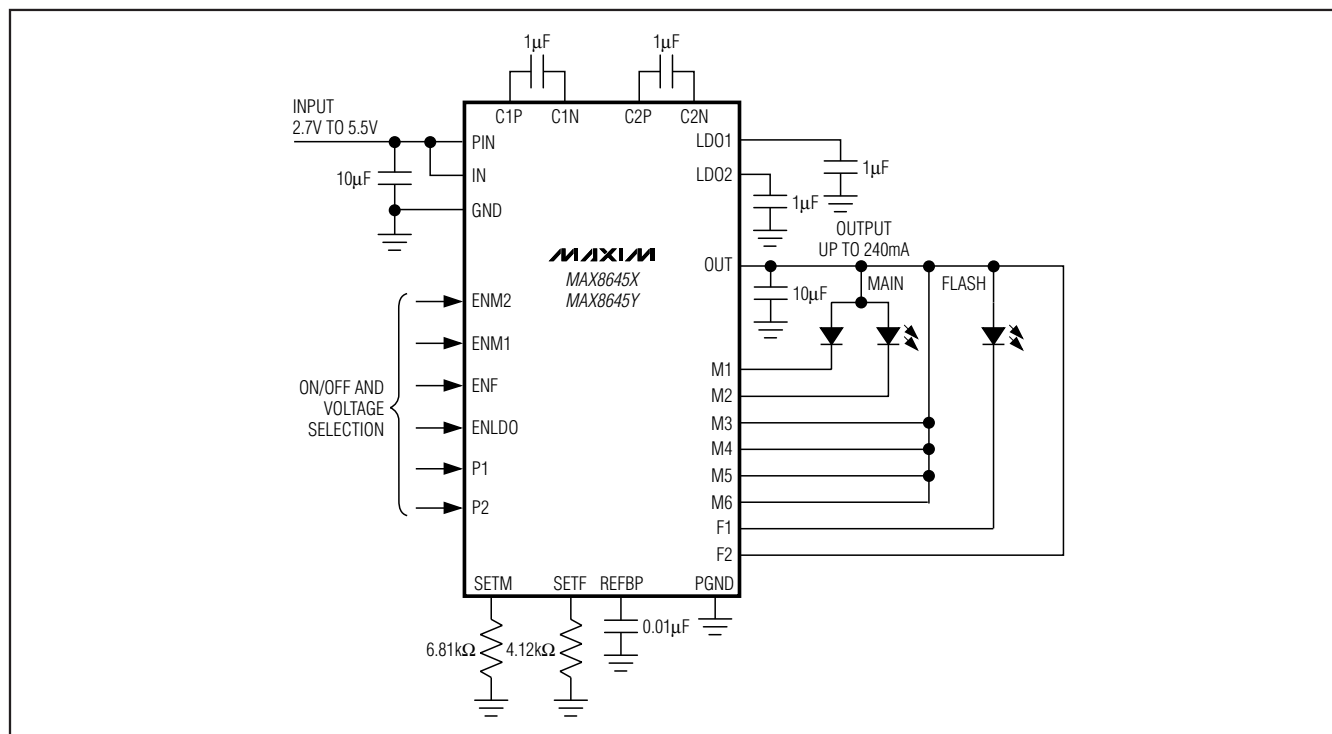 1µF
1µF
INPUT
2.7V TO 5.5V
C1P
C1N
C2P
C2N
PIN
LDO1
IN
LDO2
10µF
1µF
1µF
GND
OUTPUT
UP TO 240mA
MAXIM
MAX8645X
MAX8645Y
OUT
MAIN
FLASH
10µF
ENM2
ENM1
ENF
ENLDO
P1
P2
ON/OFF AND
VOLTAGE
SELECTION
M1
M2
M3
M4
M5
M6
F1
F2
SETM
SETF
REFBP
PGND
6.81kΩ
4.12kΩ
0.01µF